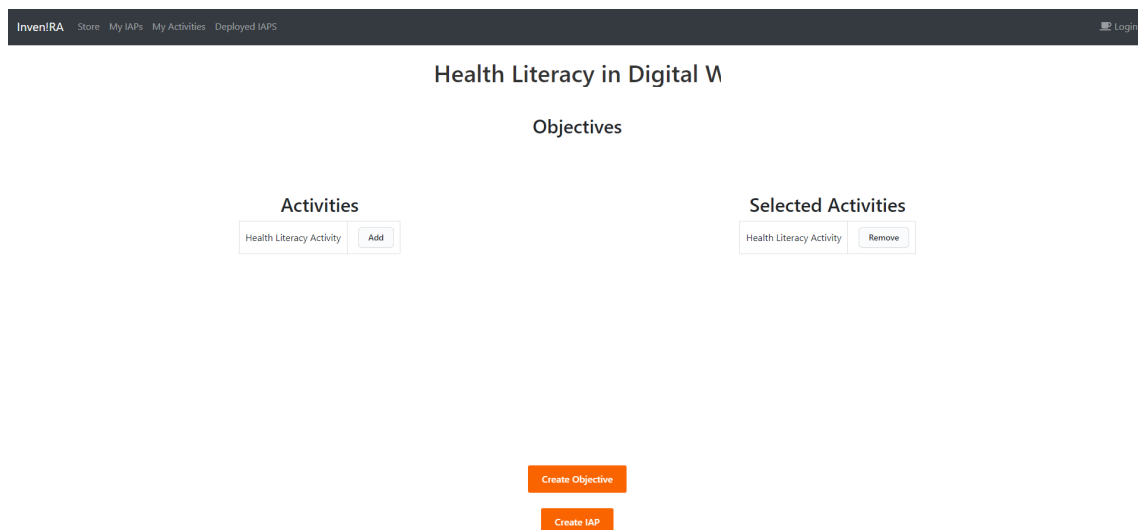 Inven!RA Store My IAPs My Activities Deployed IAPS Login
Health Literacy in Digital
Objectives
Activities
Health Literacy Activity Add
Selected Activities
Health Literacy Activity Remove
Create Objective
Create IAP